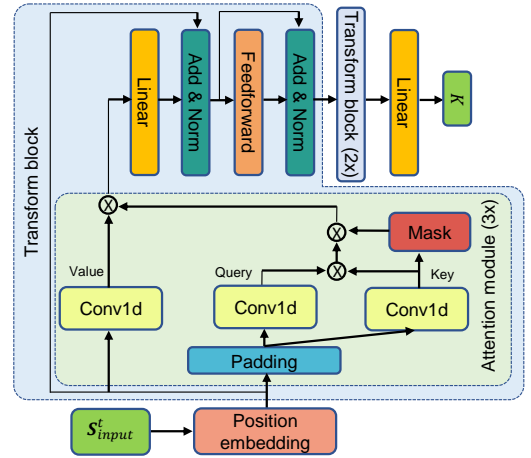 Transform block
Linear
Add & Norm
Feedforward
Add & Norm
Transform block (2x)
Linear
K
Attention module (3x)
Mask
Value
Query
Key
Conv1d
Conv1d
Conv1d
Padding
S^t_input
Position
embedding